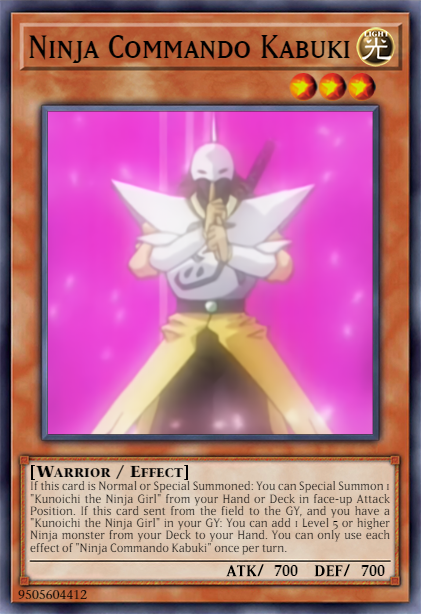 Ninja Commando Kabuki
LIGHT
光
[Warrior / Effect]
If this card is Normal or Special Summoned: You can Special Summon 1
"Kunoichi the Ninja Girl" from your Hand or Deck in face-up Attack
Position. If this card sent from the field to the GY, and you have a
"Kunoichi the Ninja Girl" in your GY: You can add 1 Level 5 or higher
Ninja monster from your Deck to your Hand. You can only use each
effect of "Ninja Commando Kabuki" once per turn.
ATK/ 700 DEF/ 700
9505604412